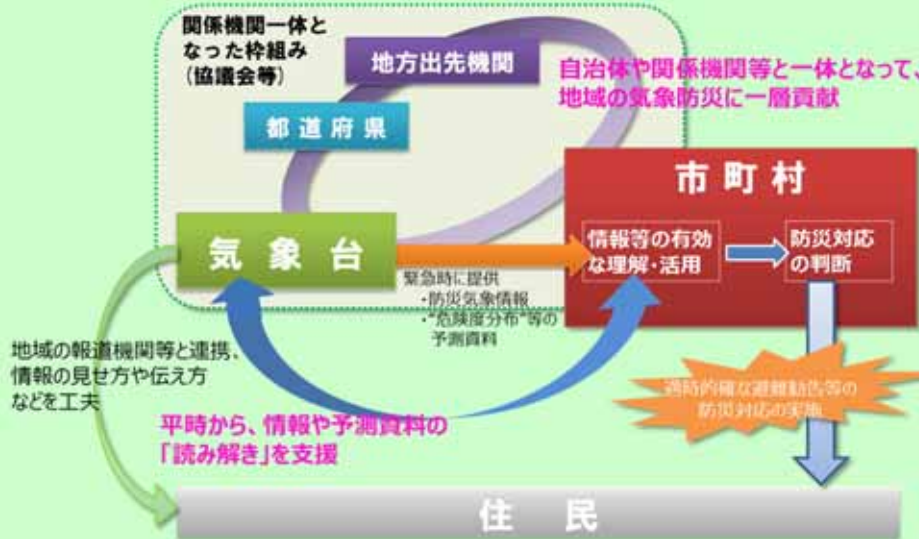 関係機関一体と
なった枠組み
（協議会等）
地方出先機関
都道府県
自治体や関係機関等と一体となって、
地域の気象防災に一層貢献
市町村
気象台
情報等の有効
な理解・活用
防災対応
の判断
緊急時に提供
・防災気象情報
・“危険度分布”等の
予測資料
地域の報道機関等と連携、
情報の見せ方や伝え方
などを工夫
適時的確な避難勧告等の
防災対応の実施
平時から、情報や予測資料の
「読み解き」を支援
住民